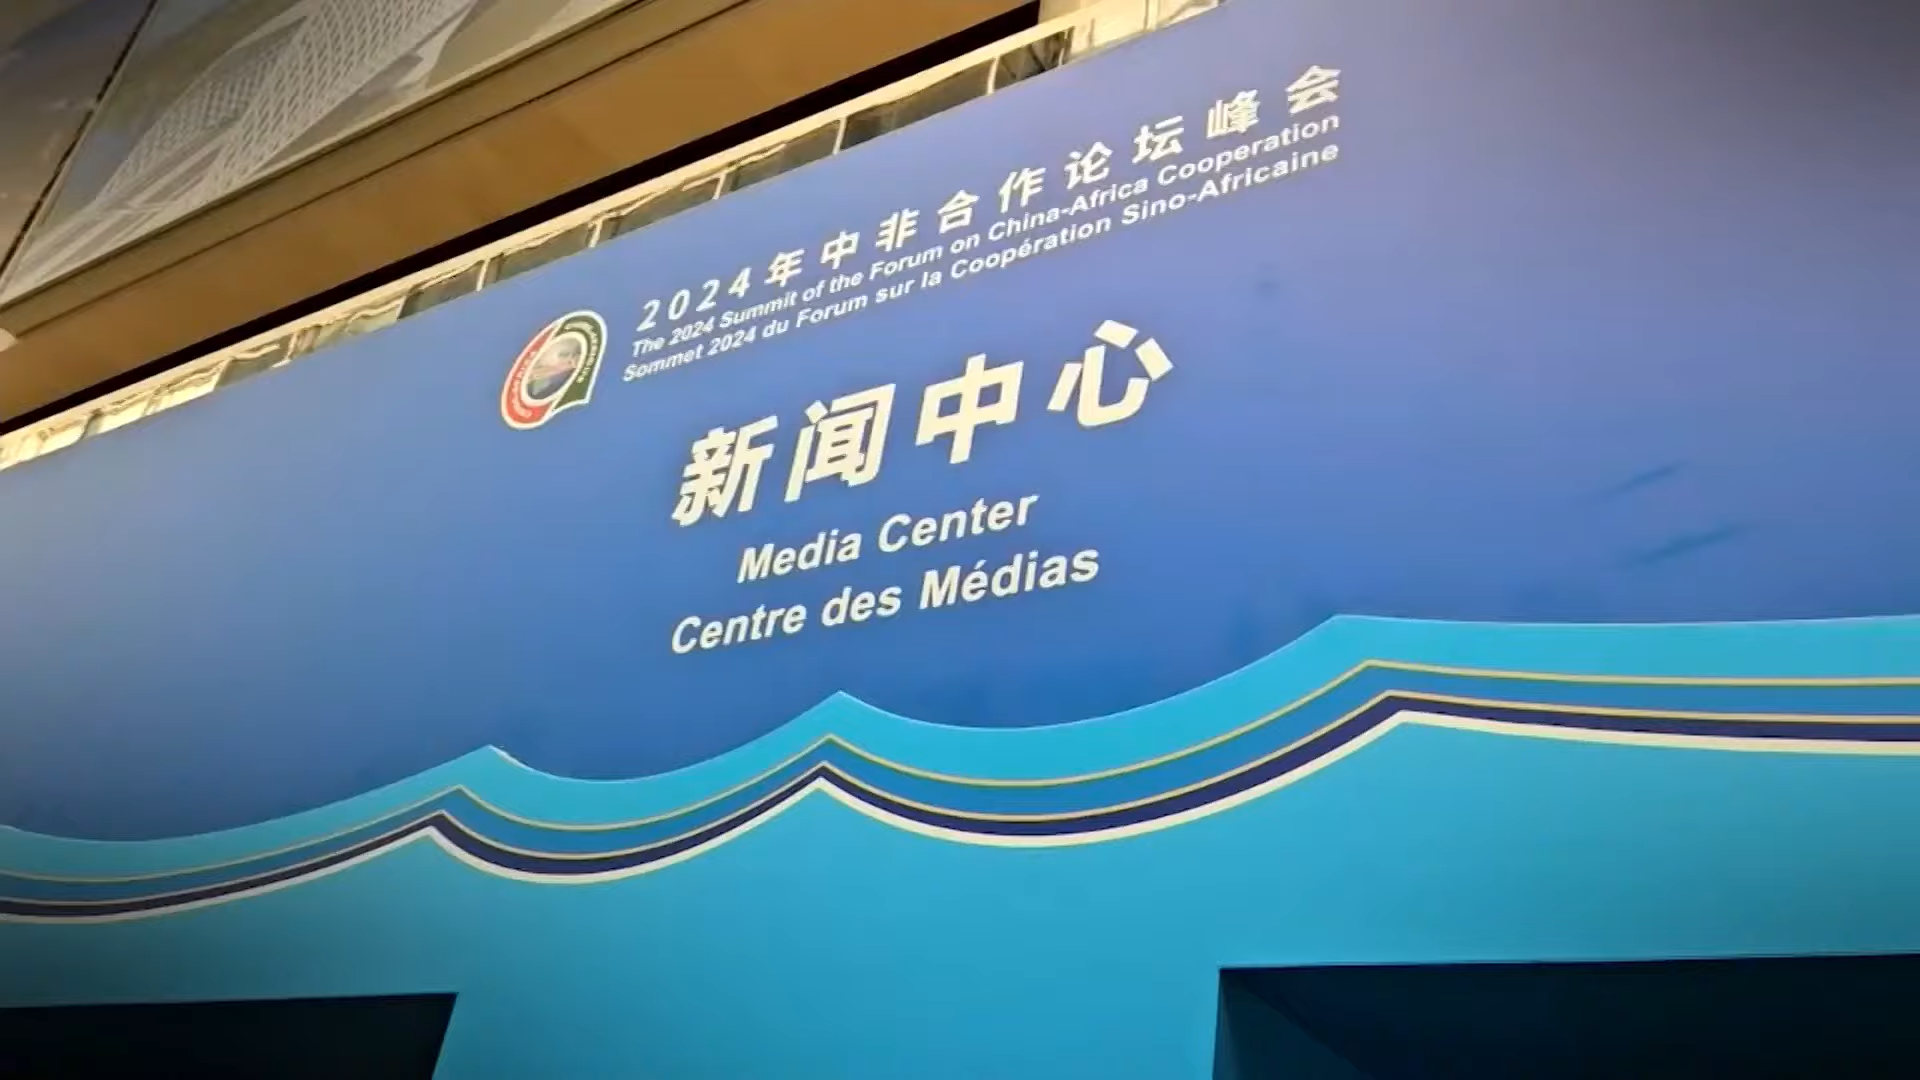 2024年中非合作论坛峰会
The 2024 Summit of the Forum on China-Africa Cooperation
Sommet 2024 du Forum sur la Coopération Sino-Africaine
新闻中心
Media Center
Centre des Médias